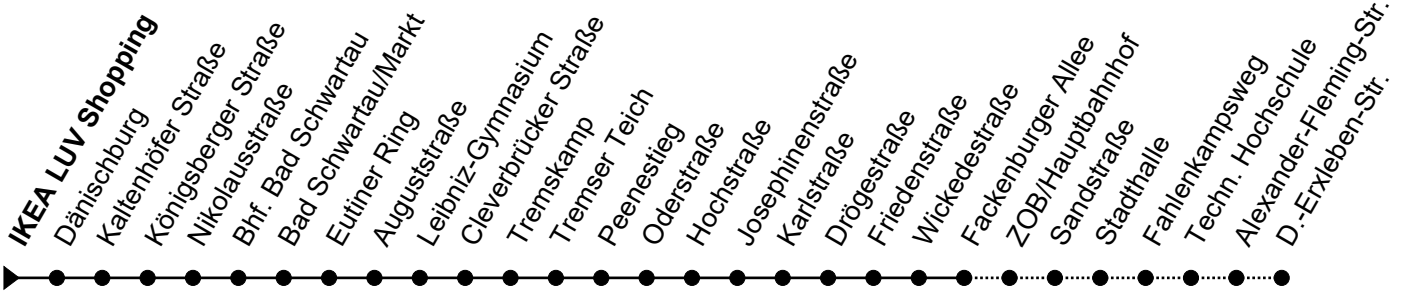 IKEA LUV Shopping
Dänischburg
Kaltenhöfer Straße
Königsberger Straße
Nikolausstraße
Bhf. Bad Schwartau
Bad Schwartau/Markt
Eutiner Ring
Auguststraße
Leibniz-Gymnasium
Cleverbrücker Straße
Tremskamp
Tremser Teich
Peenestieg
Oderstraße
Hochstraße
Josephinenstraße
Karlstraße
Drögestraße
Friedenstraße
Wickedestraße
Fackenburger Allee
ZOB/Hauptbahnhof
Sandstraße
Stadthalle
Fahlenkampsweg
Techn. Hochschule
Alexander-Fleming-Str.
D.-Erxleben-Str.